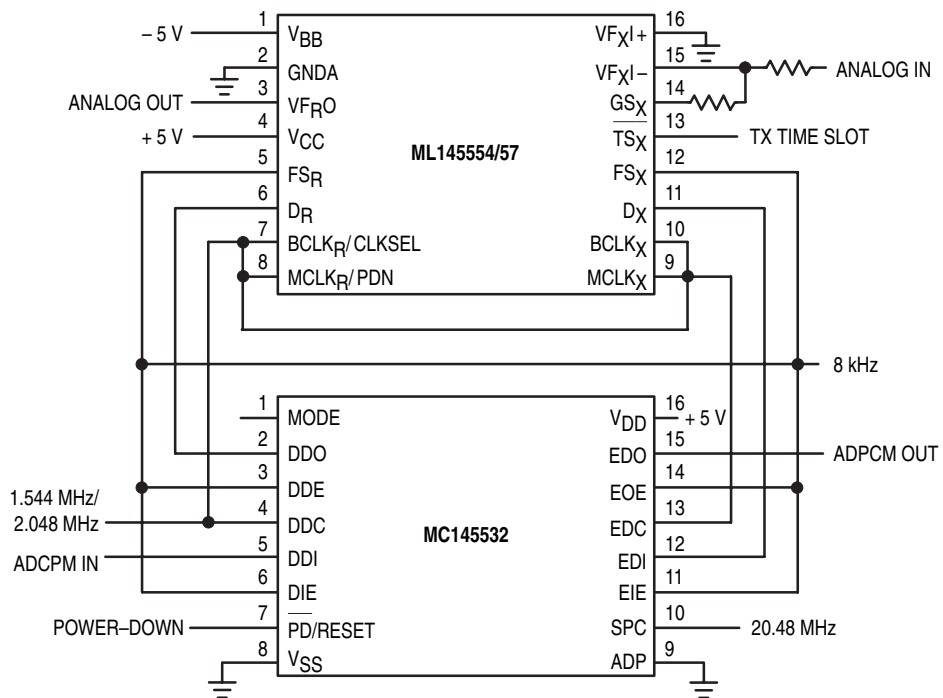 – 5 V
1
VBB
2
GNDA
ANALOG OUT
3
VFRO
+ 5 V
4
VCC
5
FSR
6
DR
7
BCLKR/CLKSEL
8
MCLKR/PDN
ML145554/57
16
VFXI+
15
VFXI–
ANALOG IN
14
GSX
13
TSX
TX TIME SLOT
12
FSX
11
DX
10
BCLKX
9
MCLKX
8 kHz
1
MODE
2
DDO
3
DDE
1.544 MHz/
2.048 MHz
4
DDC
ADCPM IN
5
DDI
6
DIE
POWER–DOWN
7
PD/RESET
8
VSS
MC145532
16
VDD
+ 5 V
15
EDO
ADPCM OUT
14
EOE
13
EDC
12
EDI
11
EIE
10
SPC
20.48 MHz
9
ADP